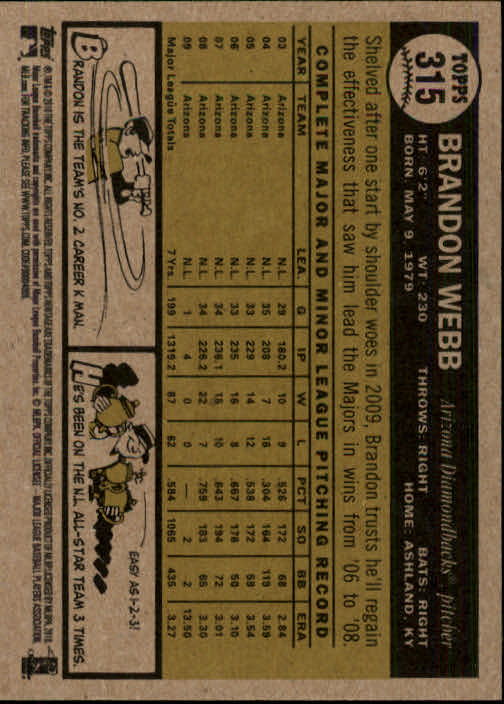 TOPPS
315
BRANDON WEBB
Arizona Diamondbacks® pitcher
HT: 6'2" WT: 230 THROWS: RIGHT BATS: RIGHT
BORN: MAY 9, 1979 HOME: ASHLAND, KY
Shelved after one start by shoulder woes in 2009, Brandon trusts he'll regain
the effectiveness that saw him lead the Majors in wins from '06 to '08.
COMPLETE MAJOR AND MINOR LEAGUE PITCHING RECORD
YEAR TEAM LEA. G IP W L PCT SO BB ERA
03 Arizona N.L. 29 180.2 10 9 .526 172 68 2.84
04 Arizona N.L. 35 208 7 16 .304 164 119 3.59
05 Arizona N.L. 33 229 14 12 .538 172 59 3.54
06 Arizona N.L. 33 235 16 8 .667 178 50 3.10
07 Arizona N.L. 34 236.1 18 10 .643 194 72 3.01
08 Arizona N.L. 34 226.2 22 7 .759 183 65 3.30
09 Arizona N.L. 1 4 0 0 — 2 2 13.50
Major League Totals 7 Yrs. 199 1319.2 87 62 .584 1065 435 3.27
BRANDON IS THE TEAM'S NO. 2 CAREER K MAN.
EASY AS 1-2-3!
HE'S BEEN ON THE N.L. ALL-STAR TEAM 3 TIMES.